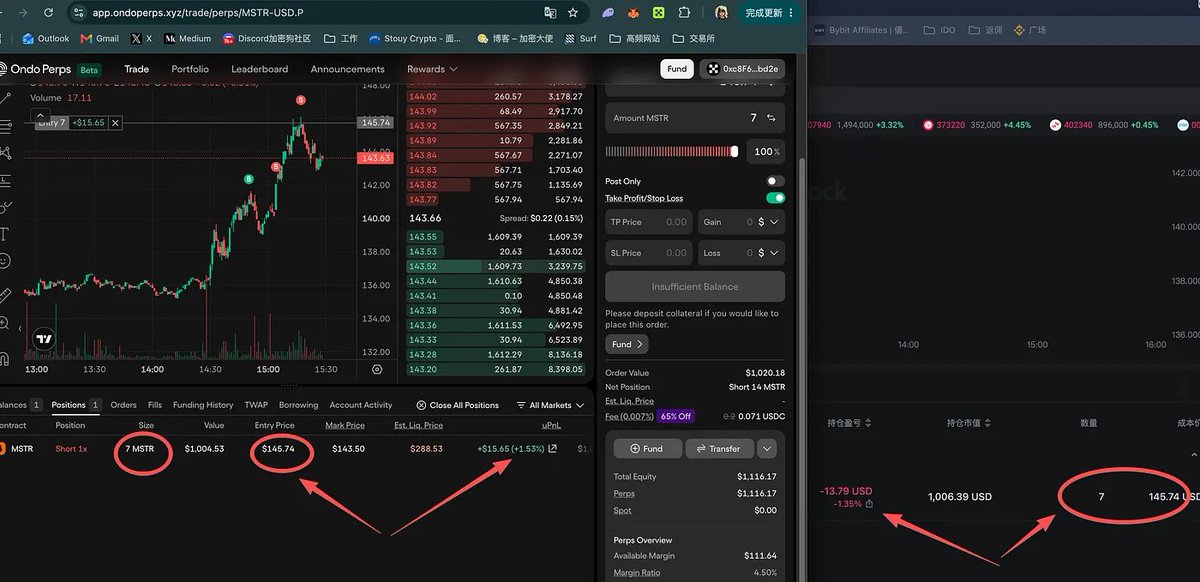 app.ondoperps.xyz/trade/perps/MSTR-USD.P
完成更新
Outlook
Gmail
X
Medium
Discord加密狗社区
工作
Stouy Crypto - 面...
博客 – 加密大使
Surf
高频网站
交易所
Bybit Affiliates | 儀...
IDO
返佣
广场
Ondo Perps Beta
Trade
Portfolio
Leaderboard
Announcements
Rewards
Fund
0xc8F6...bd2e
Volume 17.11
+$15.65
148.00
145.74
143.63
142.00
140.00
138.00
136.00
134.00
132.00
13:00 13:30 14:00 14:30 15:00 15:30
144.02 260.57 3,178.27
143.99 68.49 2,917.70
143.92 567.35 2,849.21
143.89 10.79 2,281.86
143.84 567.67 2,271.07
143.83 567.71 1,703.40
143.82 567.75 1,135.69
143.77 567.94 567.94
143.66 Spread: $0.22 (0.15%)
143.55 1,609.39 1,609.39
143.53 20.63 1,630.02
143.52 1,609.73 3,239.75
143.44 1,610.63 4,850.38
143.41 0.10 4,850.48
143.38 30.94 4,881.42
143.36 1,611.53 6,492.95
143.33 30.94 6,523.89
143.28 1,612.29 8,136.18
143.20 261.87 8,398.05
Amount MSTR 7
100 %
Post Only
Take Profit/Stop Loss
TP Price 0.00 Gain 0 $
SL Price 0.00 Loss 0 $
Insufficient Balance
Please deposit collateral if you would like to
place this order.
Fund
Order Value $1,020.18
Net Position Short 14 MSTR
Est. Liq. Price -
Fee (0.007%) 65% Off 0.2 0.071 USDC
Fund
Transfer
Total Equity $1,116.17
Perps $1,116.17
Spot $0.00
Perps Overview
Available Margin $111.64
Margin Ratio 4.50%
alances 1
Positions 1
Orders
Fills
Funding History
TWAP
Borrowing
Account Activity
Close All Positions
All Markets
ontract Position Size Value Entry Price Mark Price Est. Liq. Price uPnL
MSTR Short 1x 7 MSTR $1,004.53 $145.74 $143.50 $288.53 +$15.65 (+1.53%)
07940 1,494,000 +3.32%
373220 352,000 +4.45%
402340 896,000 +0.45%
ock
142.000
140.000
138.000
136.000
14:00 15:00 16:00
持仓盈亏 持仓市值 数量 成本价
-13.79 USD 1,006.39 USD 7 145.74 USD
-1.35%